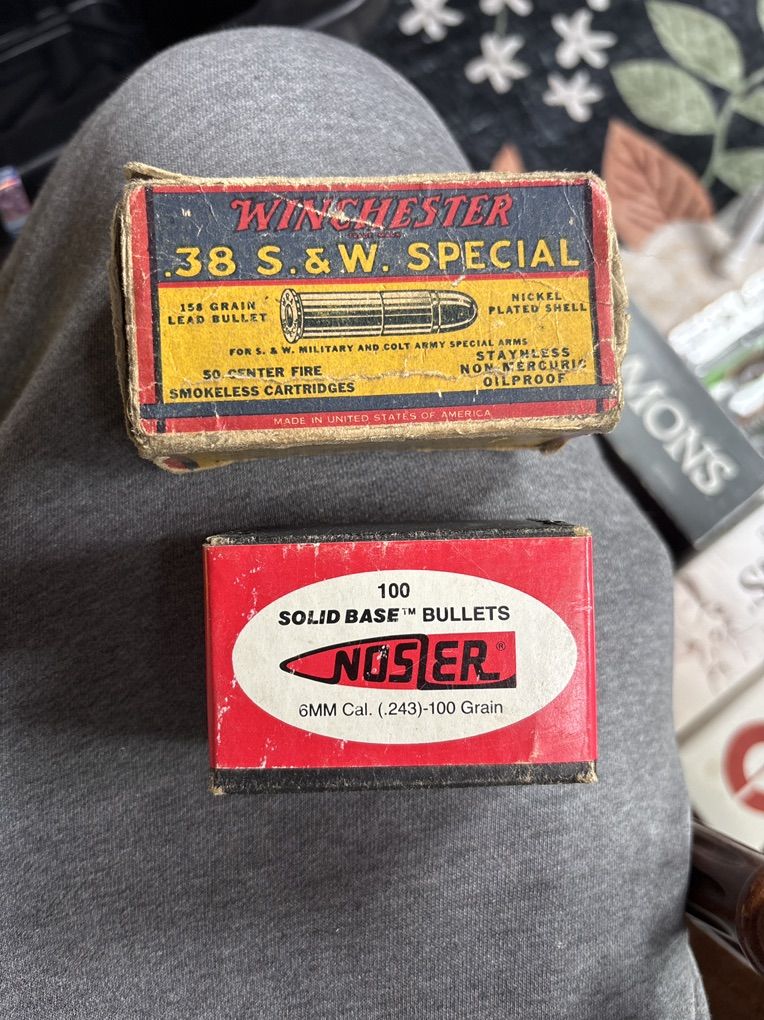 WINCHESTER
.38 S. & W. SPECIAL
158 GRAIN
LEAD BULLET
NICKEL
PLATED SHELL
FOR S. & W. MILITARY AND COLT ARMY SPECIAL ARMS
50 CENTER FIRE
SMOKELESS CARTRIDGES
STAYNLESS
NON-MERCURIC
OILPROOF
MADE IN UNITED STATES OF AMERICA
MONS
100
SOLID BASE™ BULLETS
NOSLER®
6MM Cal. (.243)-100 Grain